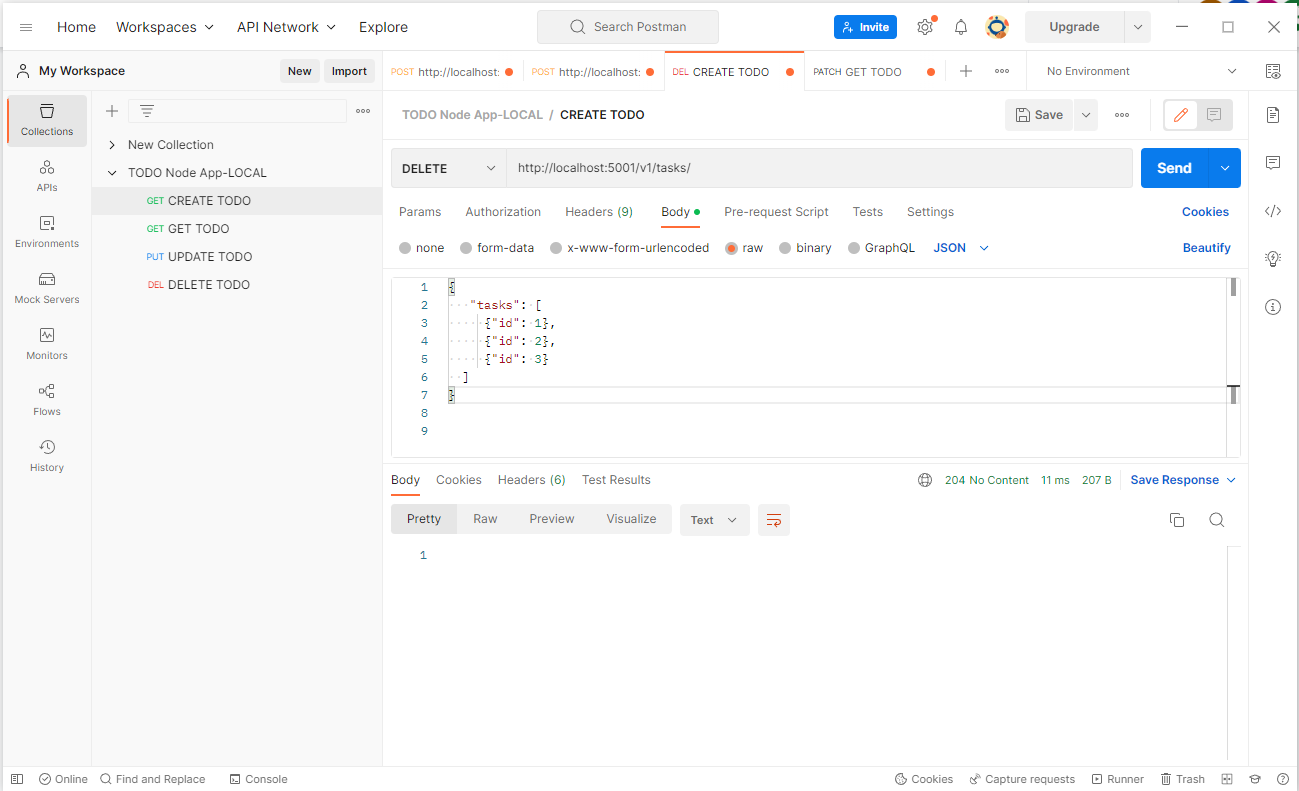 Home Workspaces API Network Explore Search Postman Invite Upgrade
My Workspace New Import POST http://localhost: POST http://localhost: DEL CREATE TODO PATCH GET TODO No Environment
TODO Node App-LOCAL / CREATE TODO Save
Collections
New Collection
TODO Node App-LOCAL
GET CREATE TODO
GET GET TODO
PUT UPDATE TODO
DEL DELETE TODO
APIs
Environments
Mock Servers
Monitors
Flows
History
DELETE http://localhost:5001/v1/tasks/ Send
Params Authorization Headers (9) Body Pre-request Script Tests Settings Cookies
none form-data x-www-form-urlencoded raw binary GraphQL JSON Beautify
1 {
2 "tasks": [
3 {"id": 1},
4 {"id": 2},
5 {"id": 3}
6 ]
7 }
8
9
Body Cookies Headers (6) Test Results 204 No Content 11 ms 207 B Save Response
Pretty Raw Preview Visualize Text
1
Online Find and Replace Console Cookies Capture requests Runner Trash